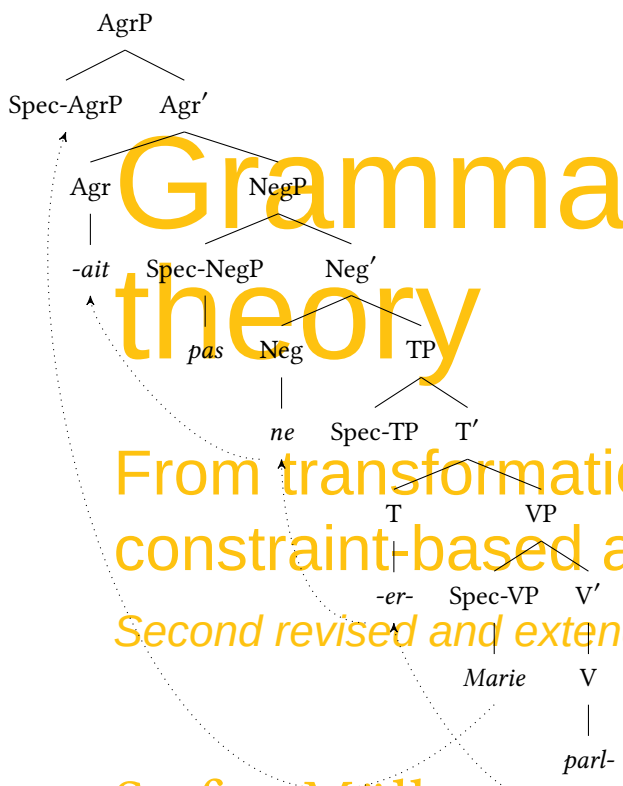 AgrP
Spec-AgrP Agr′
Agr NegP
Gramma
-ait Spec-NegP Neg′
theory
pas Neg TP
ne Spec-TP T′
From transformati
T VP
constraint-based a
-er- Spec-VP V′
Second revised and exten
Marie V
parl-